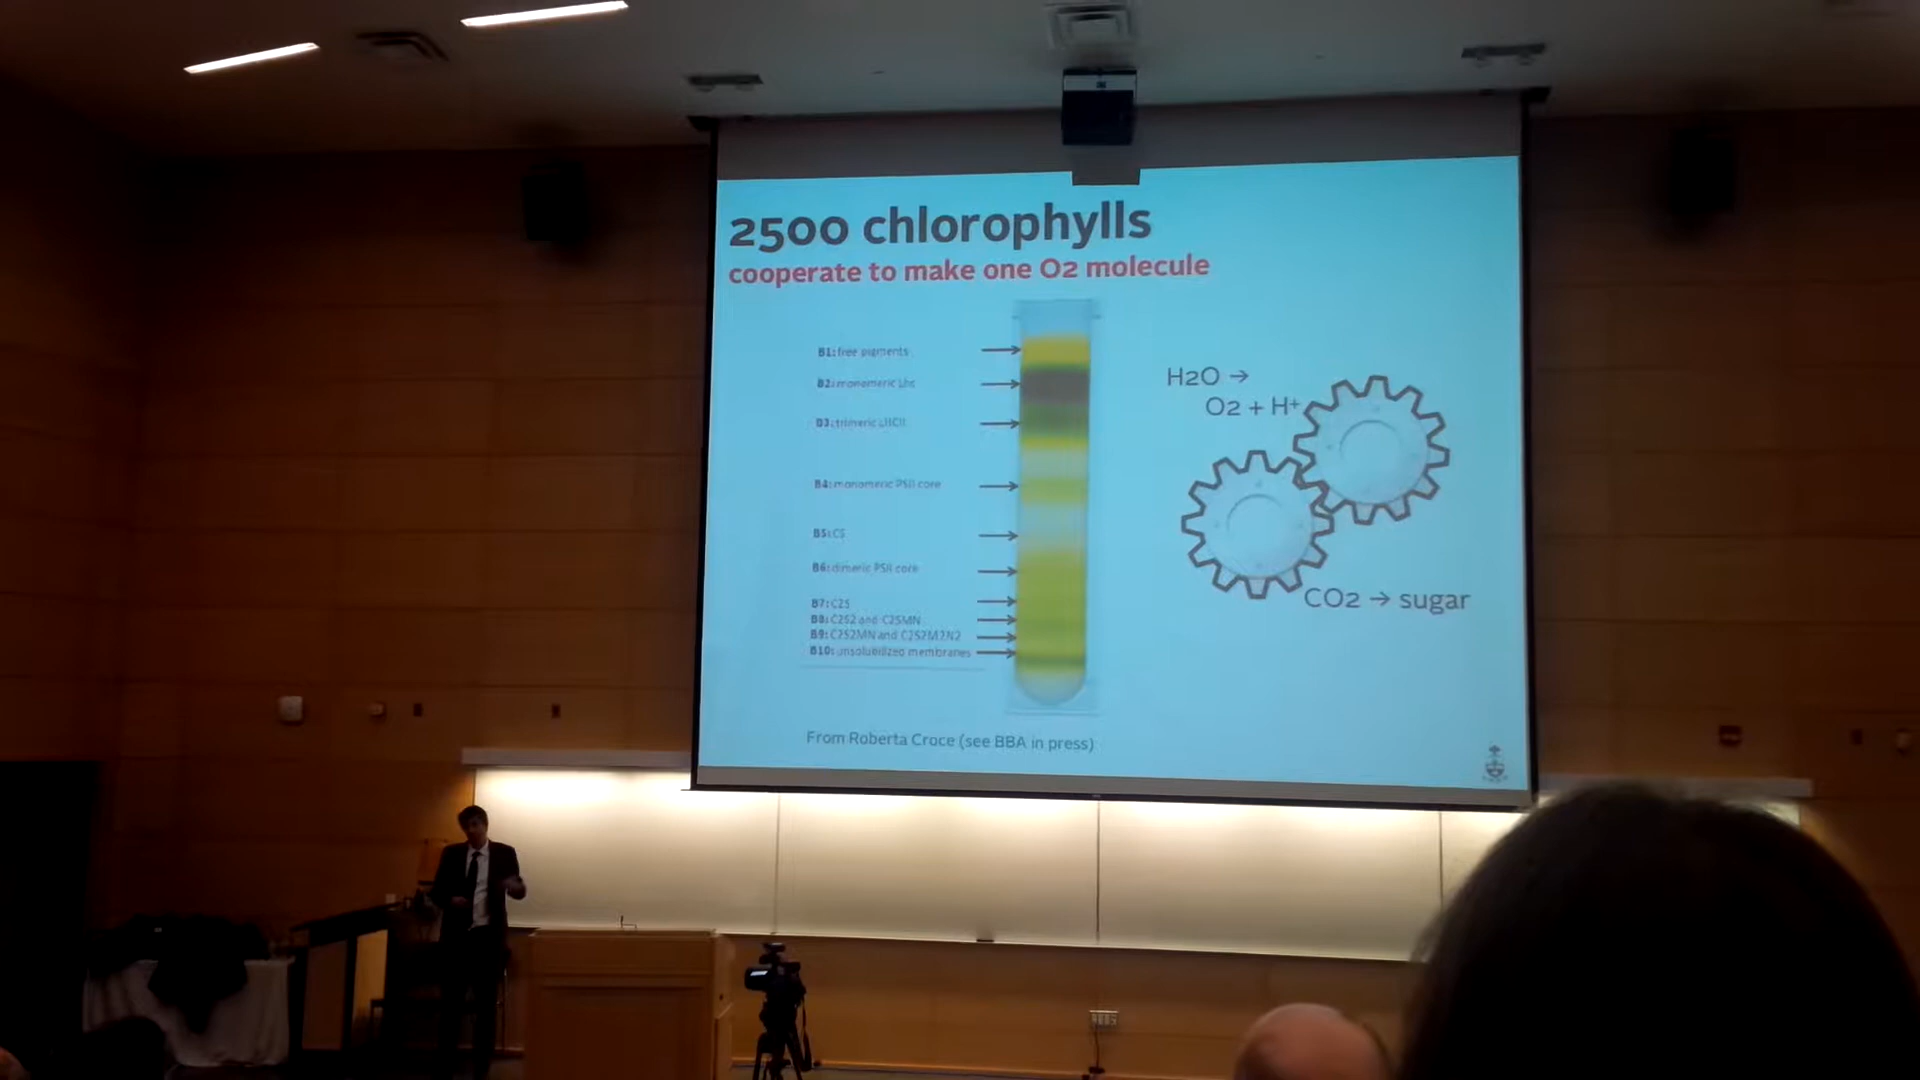 2500 chlorophylls
cooperate to make one O2 molecule
B1: free pigments
B2: monomeric Lhc
B3: trimeric LHCII
B4: monomeric PSII core
B5: CS
B6: dimeric PSII core
B7: C2S
B8: C2S2 and C2SMN
B9: C2S2MN and C2S2M2N2
B10: unsolubilized membranes
H2O →
O2 + H+
CO2 → sugar
From Roberta Croce (see BBA in press)